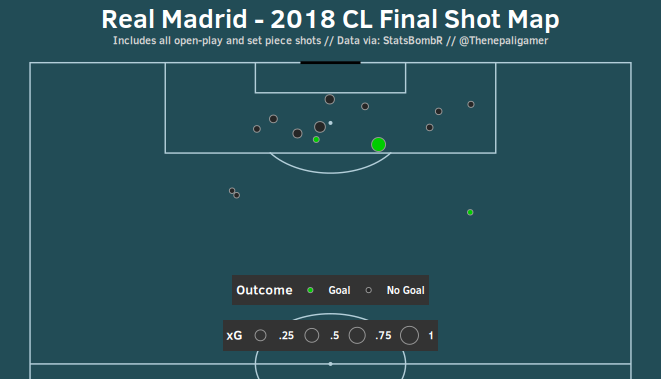 Real Madrid - 2018 CL Final Shot Map
Includes all open-play and set piece shots // Data via: StatsBombR // @Thenepaligamer
Outcome Goal No Goal
xG .25 .5 .75 1